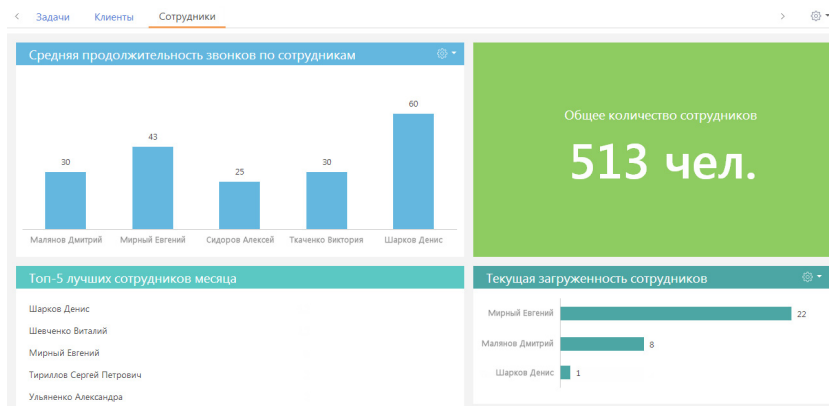 Задачи Клиенты Сотрудники
Средняя продолжительность звонков по сотрудникам
30
43
25
30
60
Малянов Дмитрий
Мирный Евгений
Сидоров Алексей
Ткаченко Виктория
Шарков Денис
Общее количество сотрудников
513 чел.
Топ-5 лучших сотрудников месяца
Шарков Денис
Шевченко Виталий
Мирный Евгений
Тириллов Сергей Петрович
Ульяненко Александра
Текущая загруженность сотрудников
Мирный Евгений 22
Малянов Дмитрий 8
Шарков Денис 1